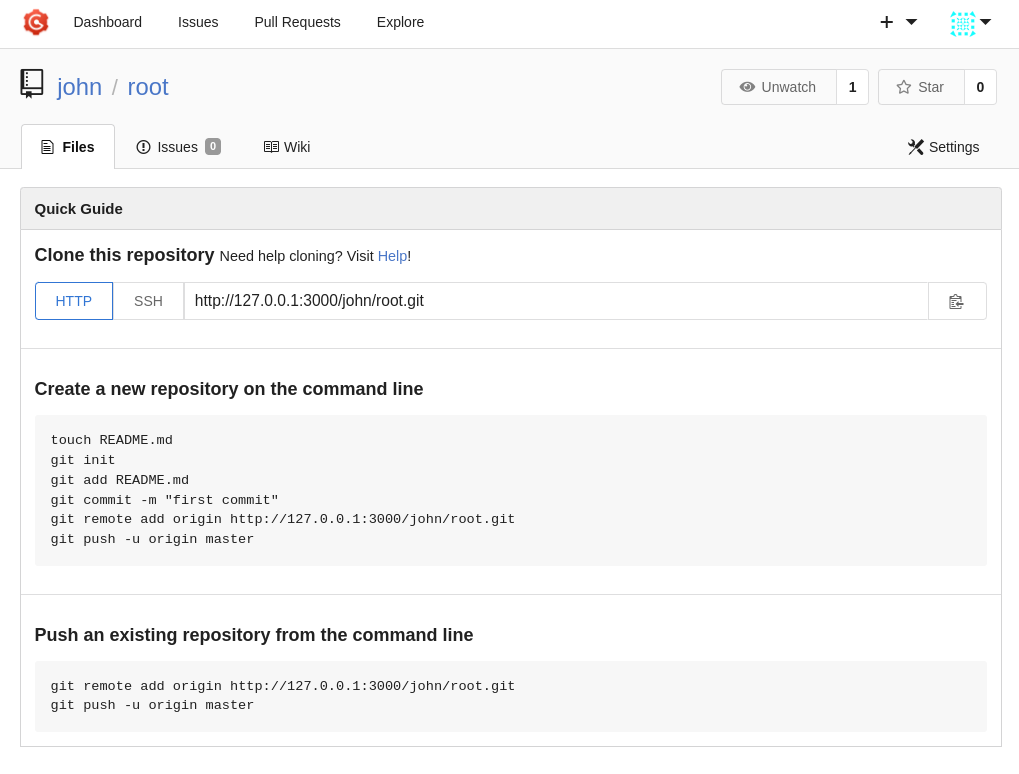 Dashboard Issues Pull Requests Explore
john / root Unwatch 1 Star 0
Files Issues 0 Wiki Settings
Quick Guide
Clone this repository Need help cloning? Visit Help!
HTTP SSH http://127.0.0.1:3000/john/root.git
Create a new repository on the command line
touch README.md
git init
git add README.md
git commit -m "first commit"
git remote add origin http://127.0.0.1:3000/john/root.git
git push -u origin master
Push an existing repository from the command line
git remote add origin http://127.0.0.1:3000/john/root.git
git push -u origin master